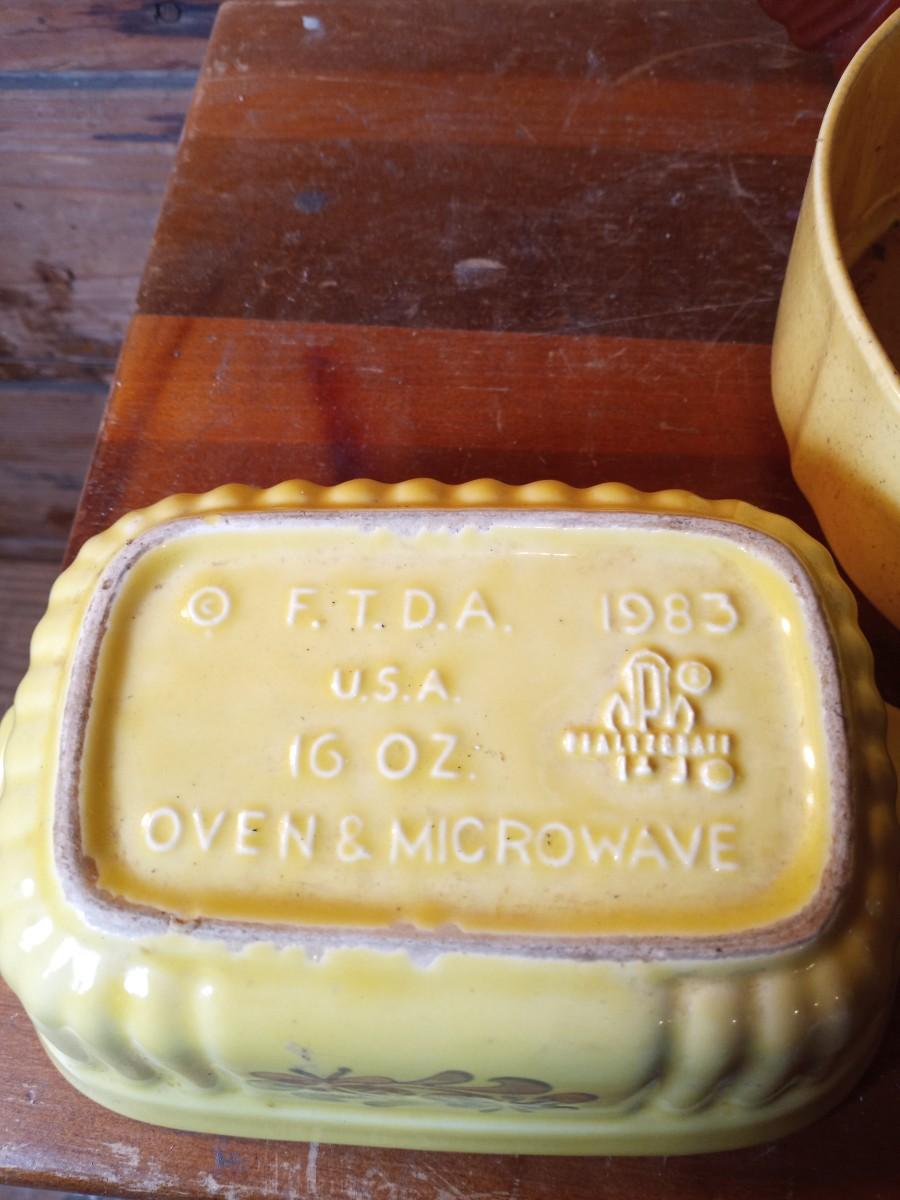 © F.T.D.A. 1983
U.S.A.
16 OZ.
OVEN & MICROWAVE